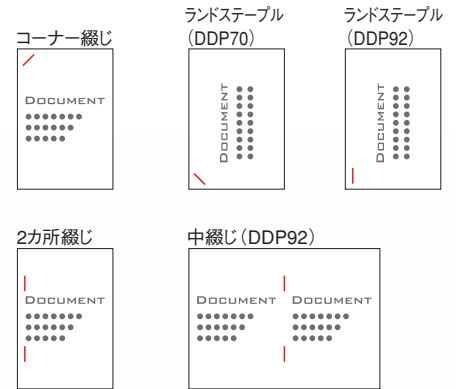 コーナー綴じ
DOCUMENT
ランドステープル
(DDP70)
DOCUMENT
ランドステープル
(DDP92)
DOCUMENT
2カ所綴じ
DOCUMENT
中綴じ(DDP92)
DOCUMENT DOCUMENT